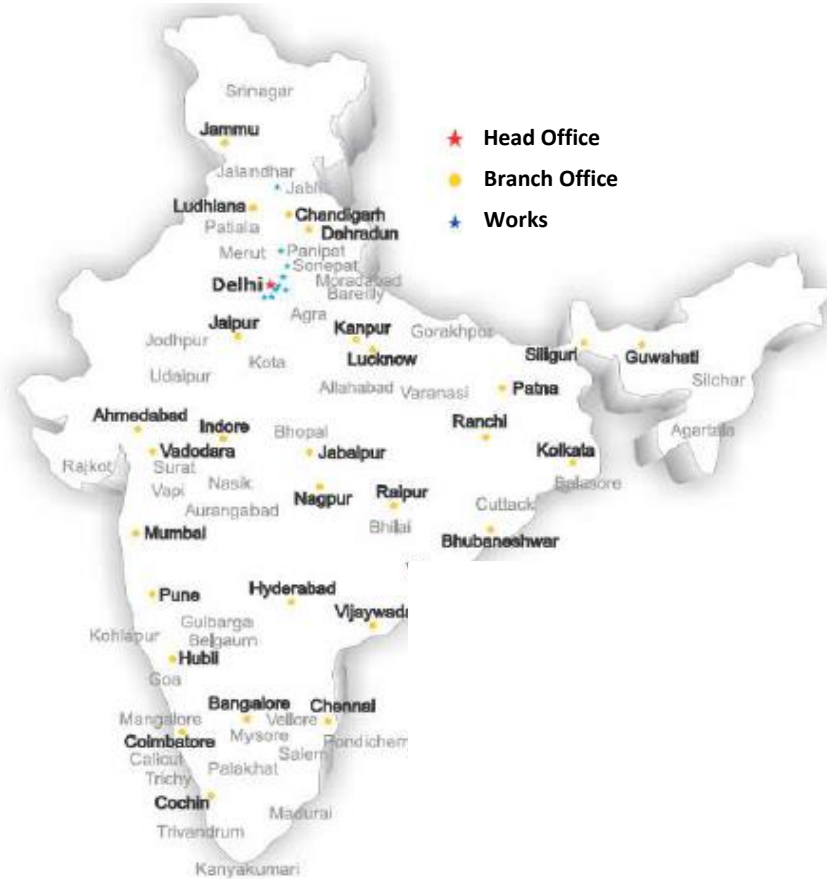 Srinagar
Jammu
Head Office
Jalandhar
Branch Office
Jabli
Ludhiana
Chandigarh
Works
Patiala
Dehradun
Merut
Panipat
Sonepat
Delhi
Moradabad
Bareilly
Agra
Jaipur
Kanpur
Gorakhpor
Jodhpur
Lucknow
Siliguri
Guwahati
Kota
Udaipur
Allahabad
Varanasi
Patna
Silchar
Ahmedabad
Indore
Bhopal
Ranchi
Agartala
Vadodara
Jabalpur
Kolkata
Rajkot
Surat
Nasik
Balasore
Vapi
Nagpur
Raipur
Aurangabad
Cuttack
Bhilai
Mumbai
Bhubaneshwar
Hyderabad
Pune
Vijaywada
Gulbarga
Kohlapur
Belgaum
Hubli
Goa
Bangalore
Chennai
Mangalore
Vellore
Mysore
Coimbatore
Pondicherr
Salem
Calicut
Palakhat
Trichy
Cochin
Madurai
Trivandrum
Kanyakumari